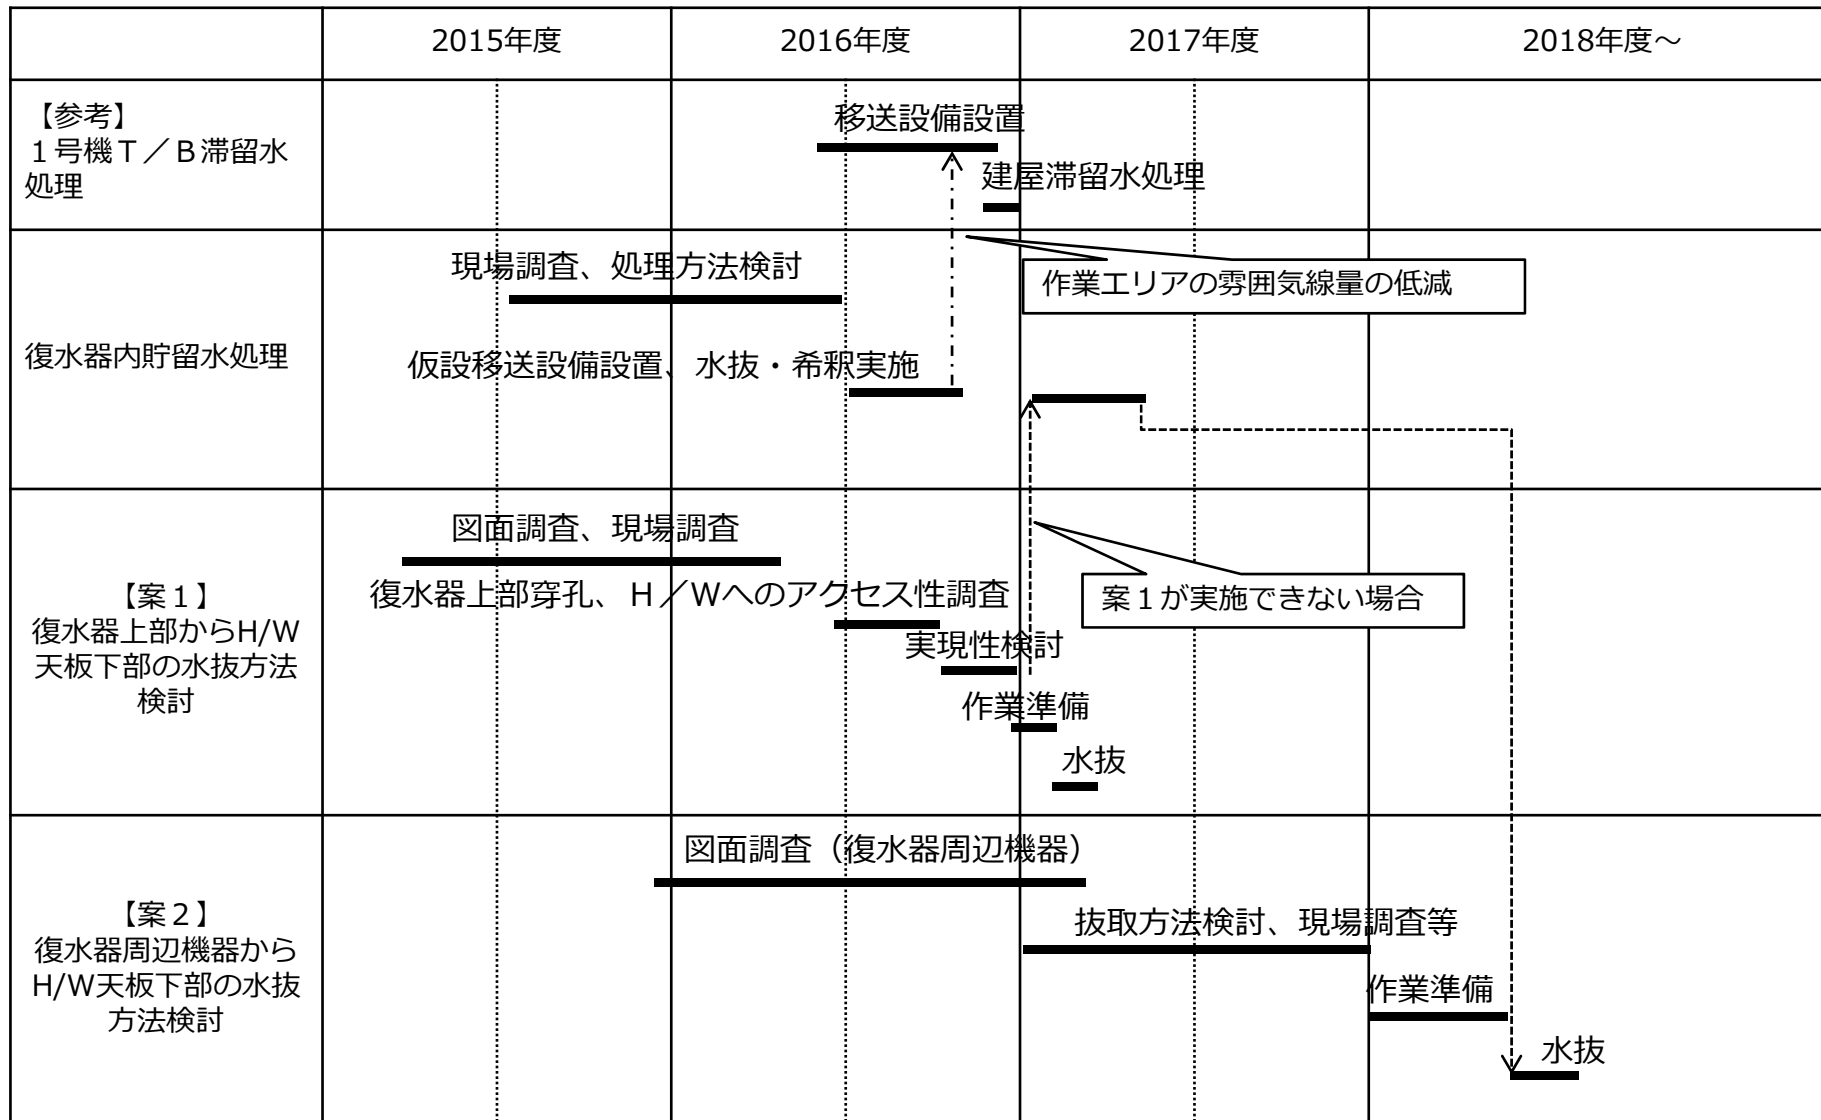 2015年度
2016年度
2017年度
2018年度～
【参考】
１号機Ｔ／Ｂ滞留水
処理
移送設備設置
建屋滞留水処理
復水器内貯留水処理
現場調査、処理方法検討
作業エリアの雰囲気線量の低減
仮設移送設備設置、水抜・希釈実施
【案１】
復水器上部からH/W
天板下部の水抜方法
検討
図面調査、現場調査
復水器上部穿孔、Ｈ／Wへのアクセス性調査
案１が実施できない場合
実現性検討
作業準備
水抜
【案２】
復水器周辺機器から
H/W天板下部の水抜
方法検討
図面調査（復水器周辺機器）
抜取方法検討、現場調査等
作業準備
水抜